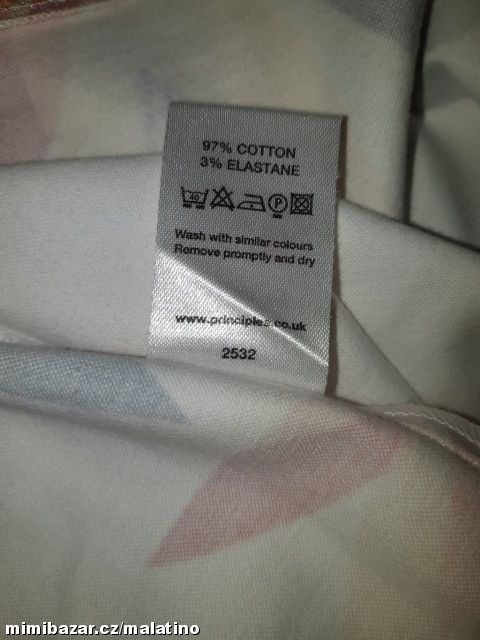 97% COTTON
3% ELASTANE
40 P
Wash with similar colours
Remove promptly and dry
www.principles.co.uk
2532
mimibazar.cz/malatino